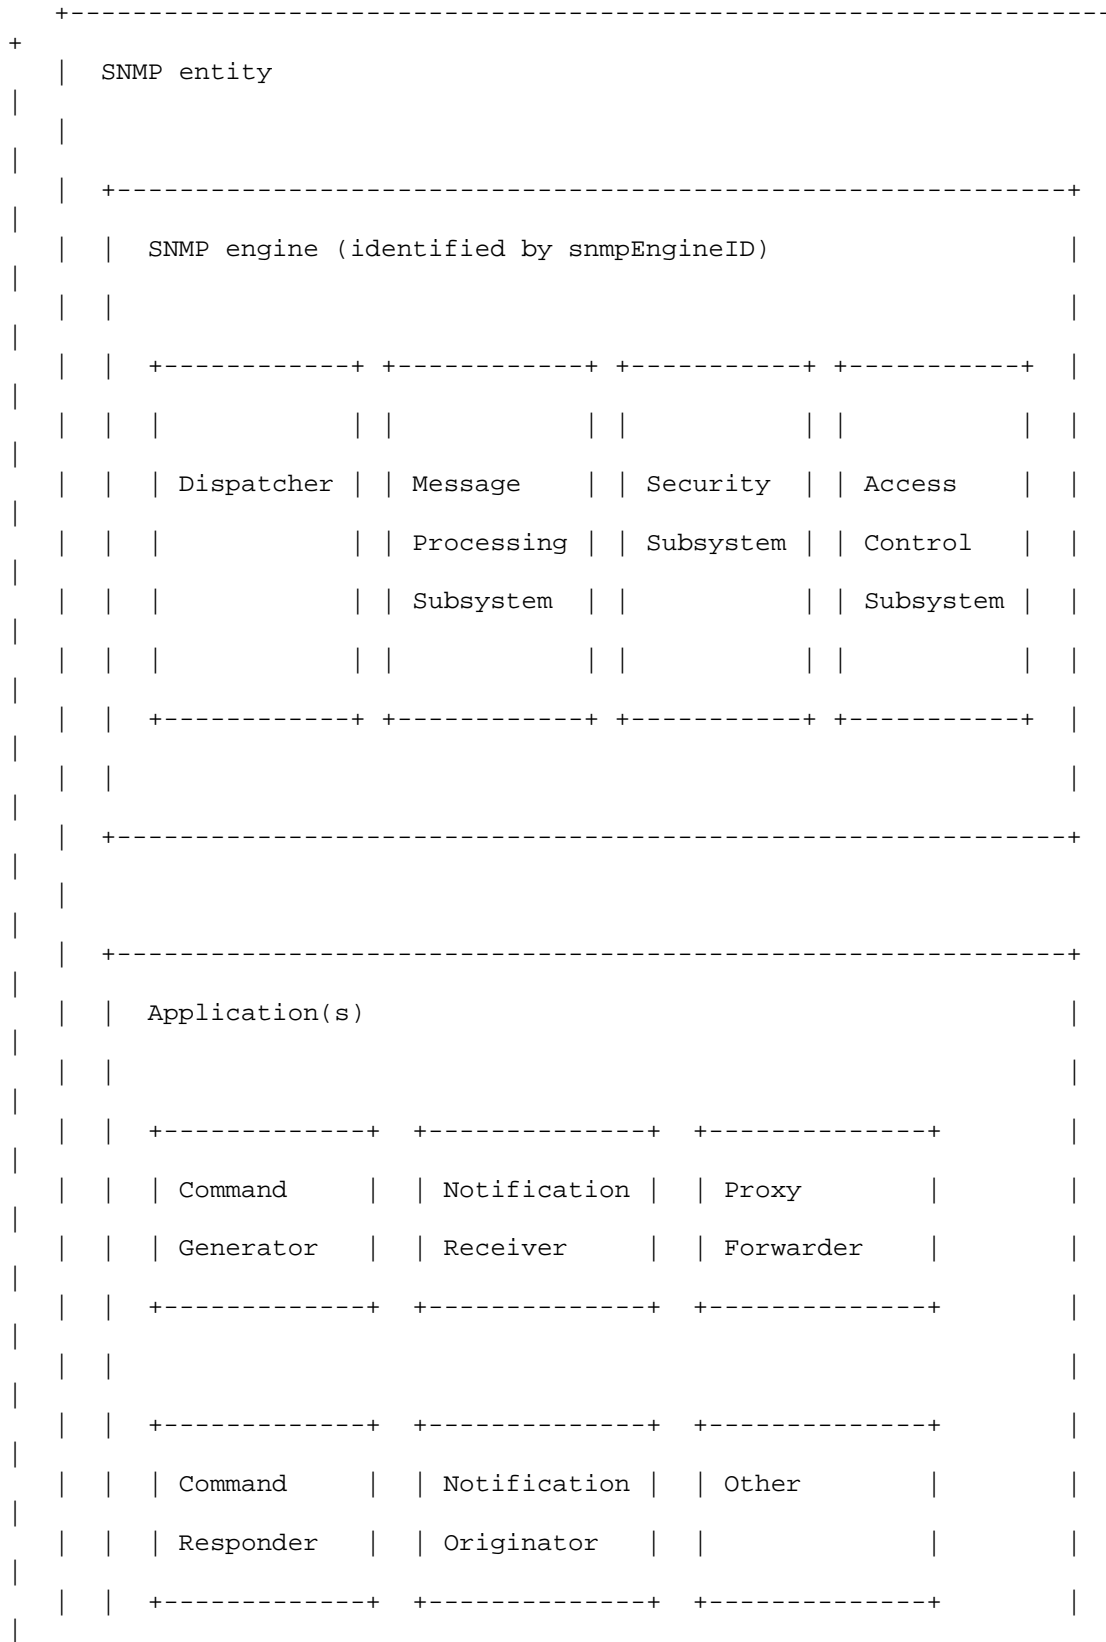 SNMP entity
SNMP engine (identified by snmpEngineID)
Dispatcher Message Security Access
Processing Subsystem Control
Subsystem Subsystem
Application(s)
Command Notification Proxy
Generator Receiver Forwarder
Command Notification Other
Responder Originator